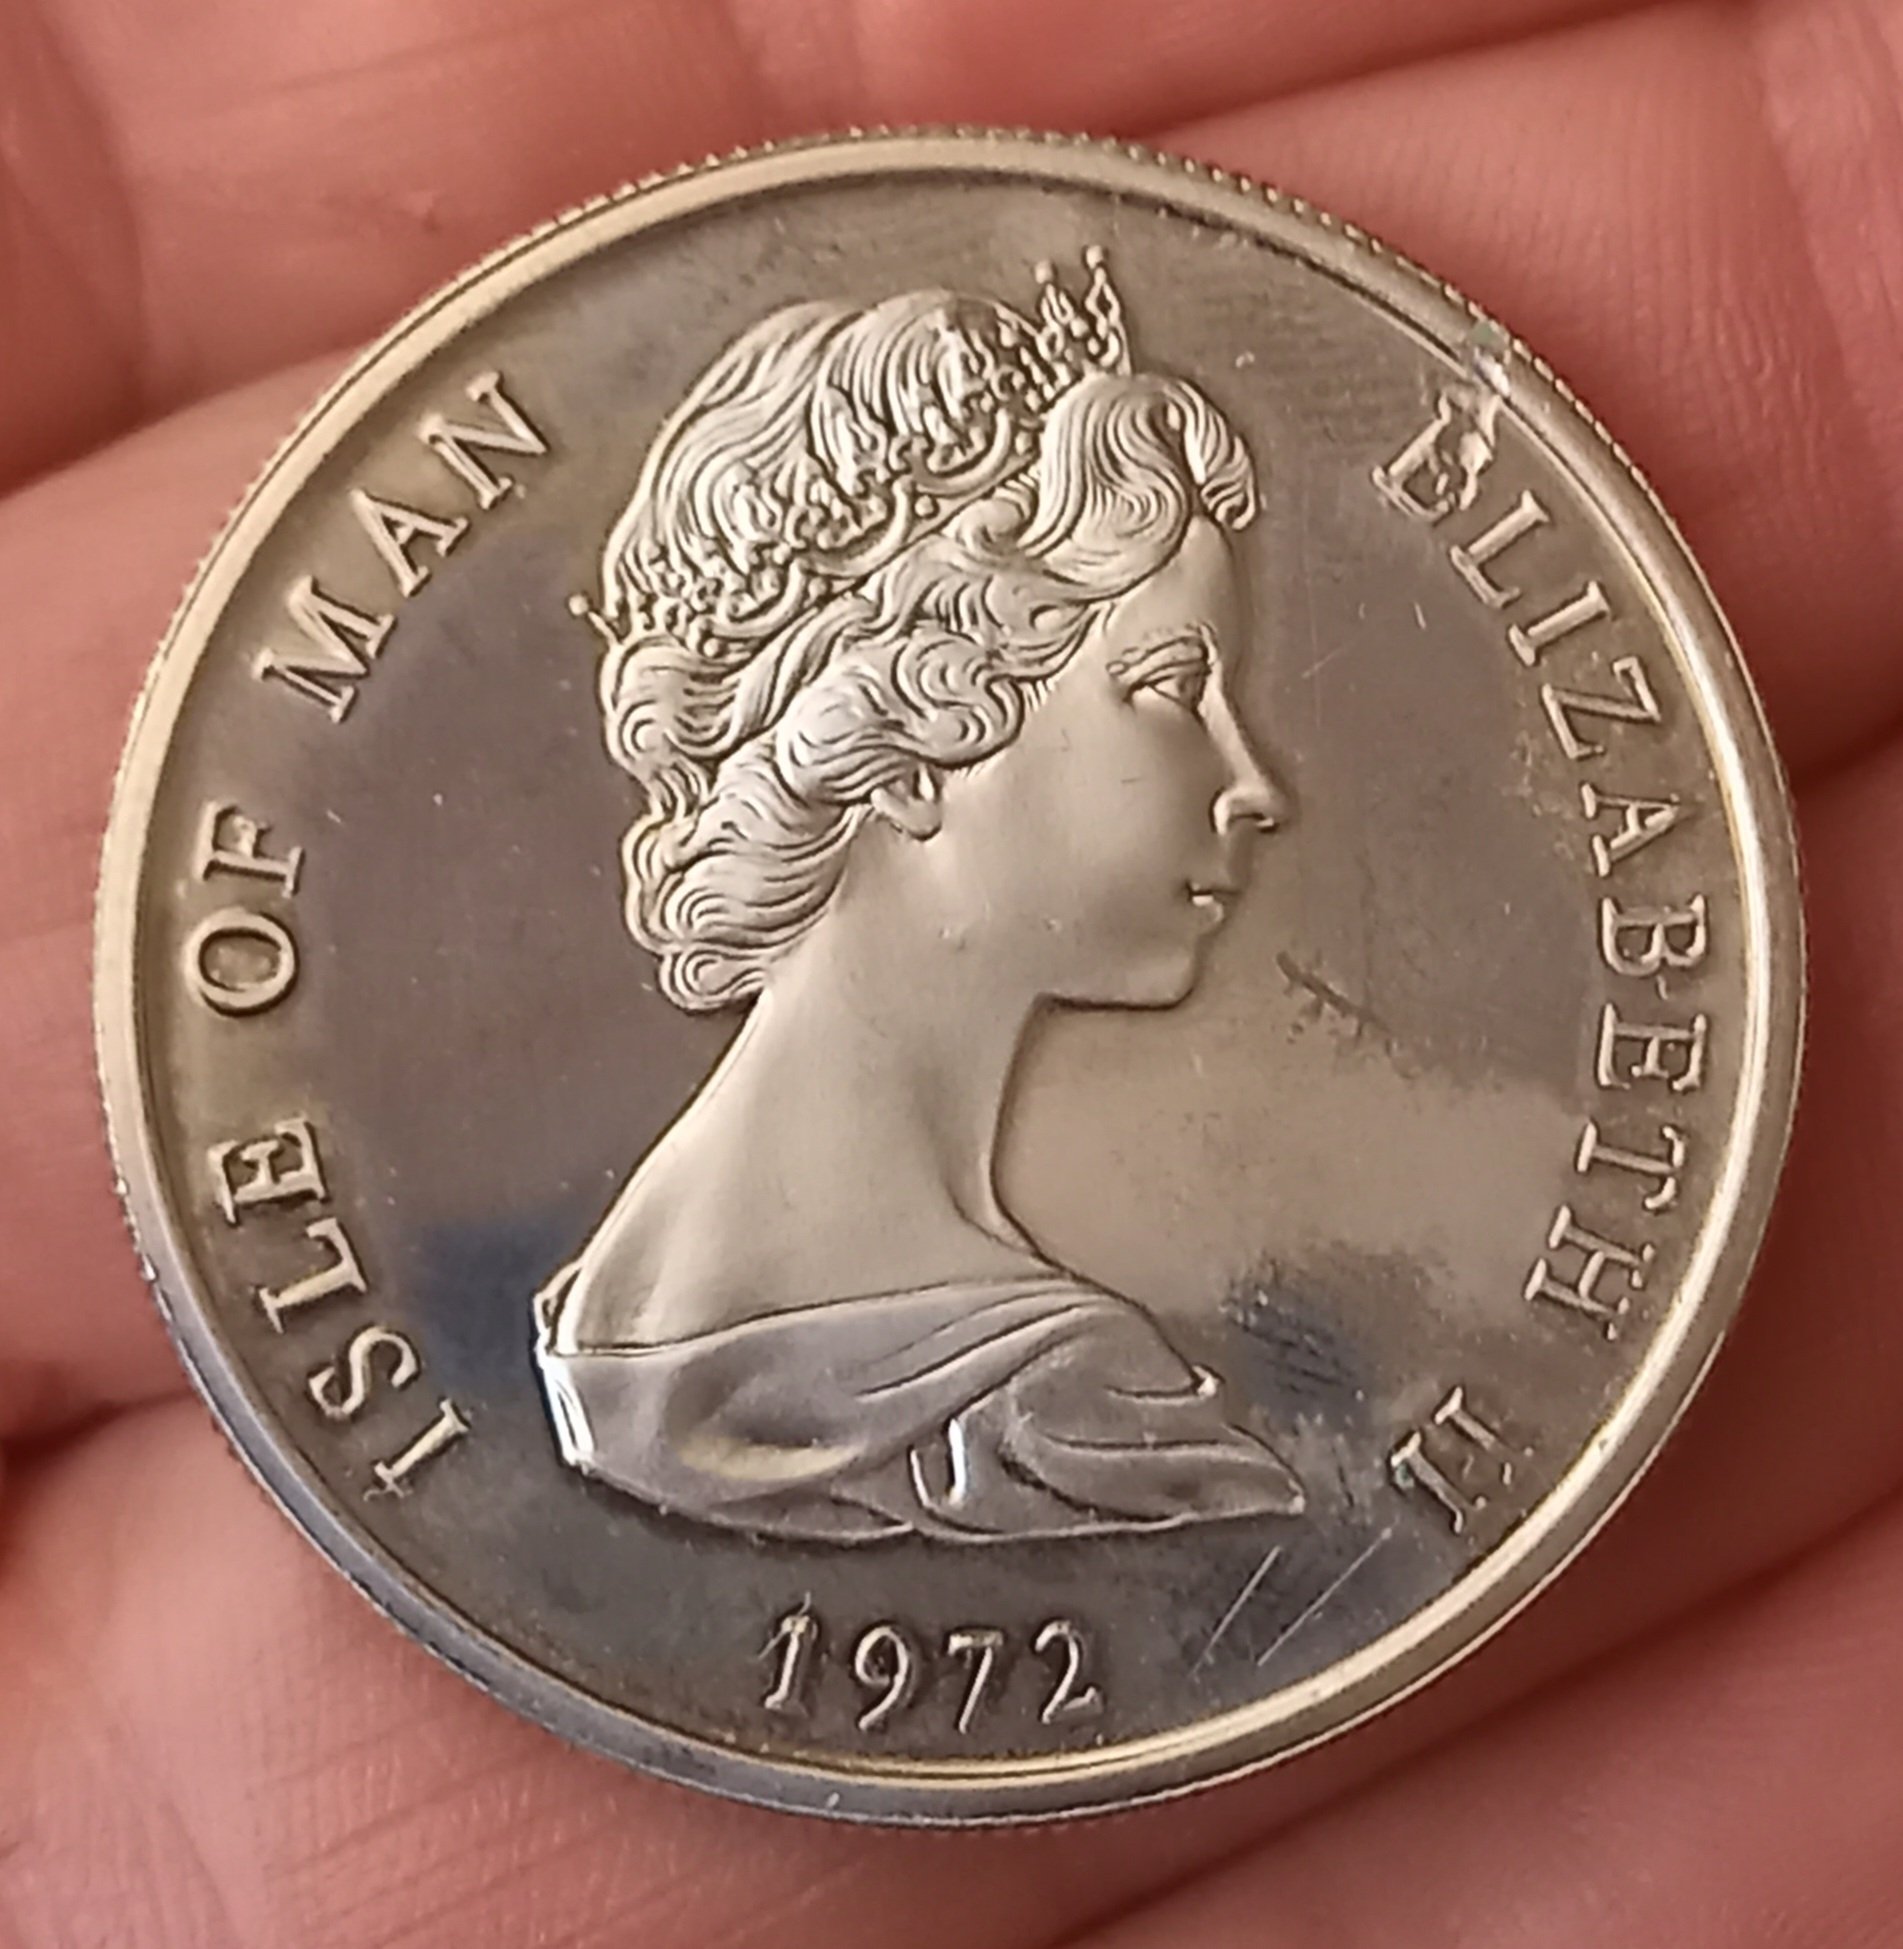 ISLE OF MAN
ELIZABETH II
1972